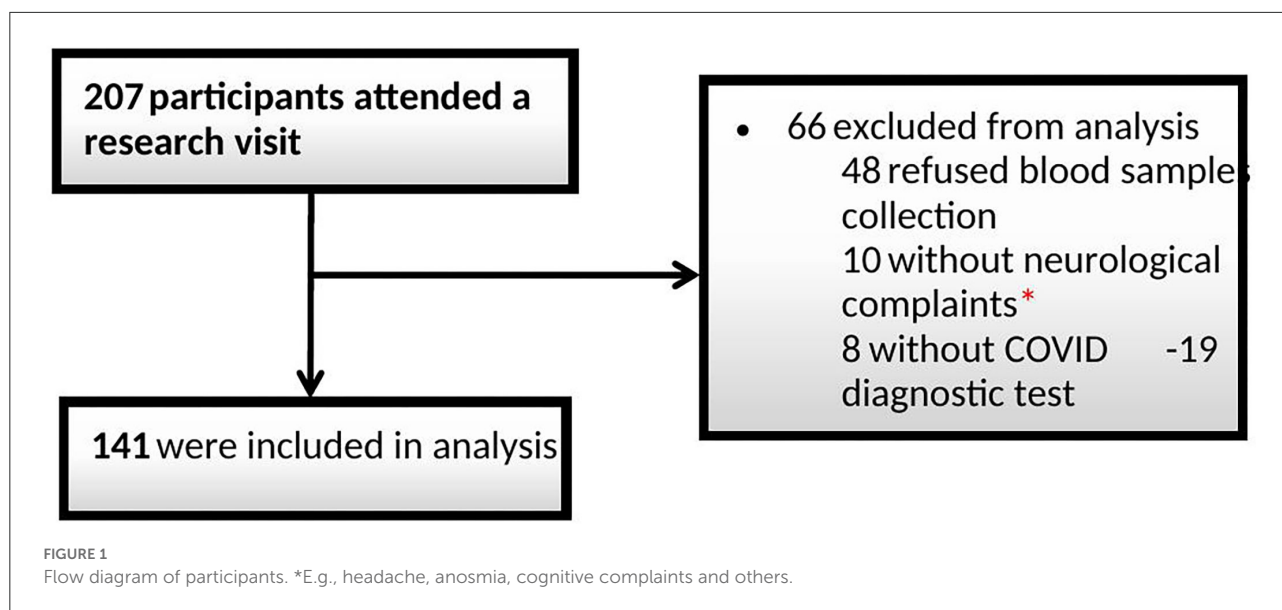 207 participants attended a
research visit
• 66 excluded from analysis
48 refused blood samples
collection
10 without neurological
complaints*
8 without COVID -19
diagnostic test
141 were included in analysis
FIGURE 1
Flow diagram of participants. *E.g., headache, anosmia, cognitive complaints and others.